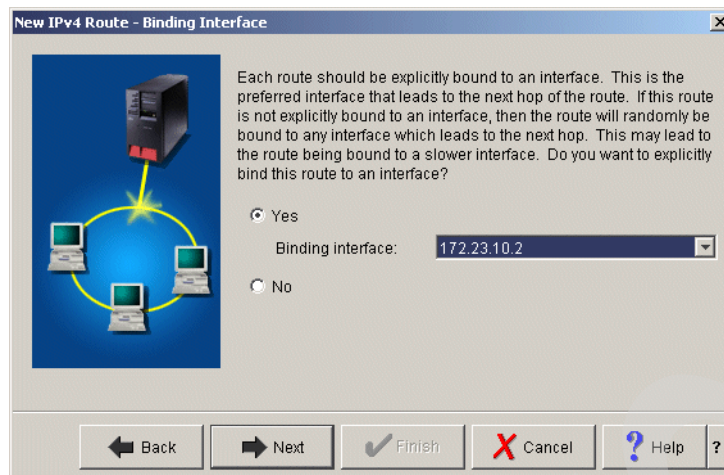 New IPv4 Route - Binding Interface
Each route should be explicitly bound to an interface. This is the
preferred interface that leads to the next hop of the route. If this route
is not explicitly bound to an interface, then the route will randomly be
bound to any interface which leads to the next hop. This may lead to
the route being bound to a slower interface. Do you want to explicitly
bind this route to an interface?
Yes
Binding interface: 172.23.10.2
No
Back Next Finish Cancel ? Help ?